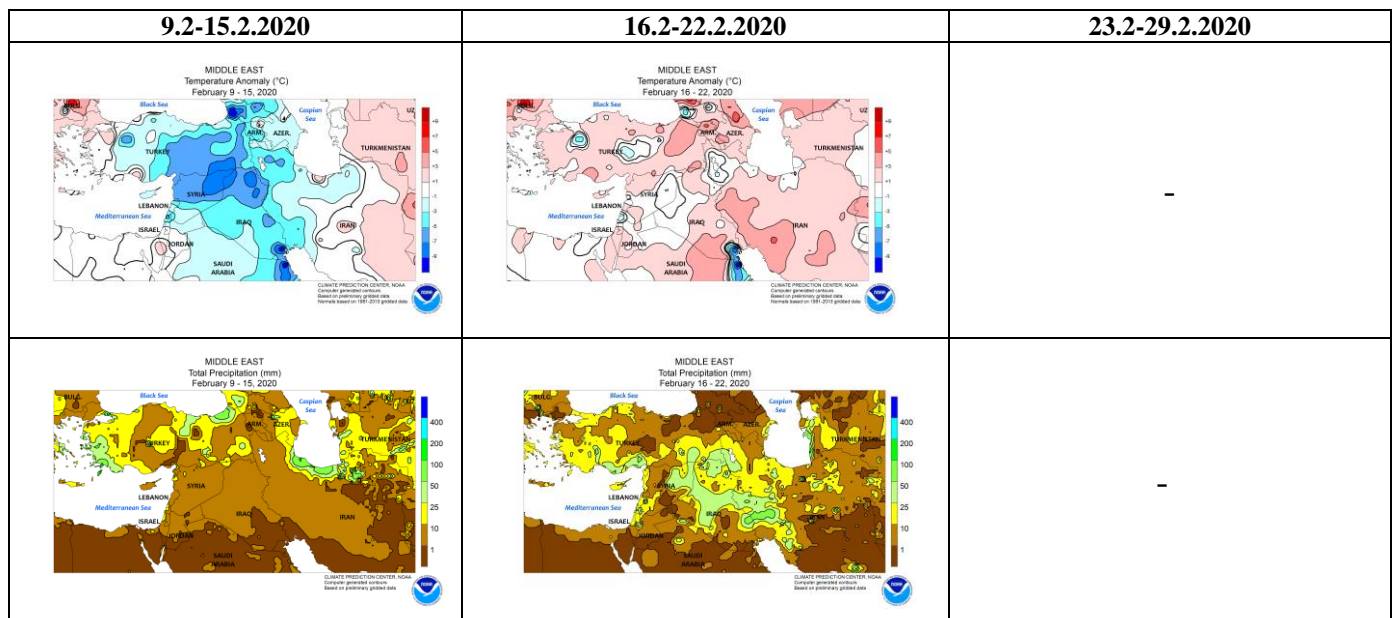 9.2-15.2.2020
16.2-22.2.2020
23.2-29.2.2020
MIDDLE EAST
Temperature Anomaly (°C)
February 9 - 15, 2020
Black Sea
Caspian
Sea
UZ
ARM.
AZER.
TURKEY
TURKMENISTAN
SYRIA
LEBANON
Mediterranean Sea
IRAQ
ISRAEL
IRAN
JORDAN
SAUDI
ARABIA
CLIMATE PREDICTION CENTER, NOAA
Computer generated contours
Based on preliminary gridded data
Normals based on 1981-2010 gridded data
NOAA
MIDDLE EAST
Temperature Anomaly (°C)
February 16 - 22, 2020
Black Sea
Caspian
Sea
UZ
ARM.
AZER.
TURKEY
TURKMENISTAN
SYRIA
LEBANON
Mediterranean Sea
IRAQ
IRAN
ISRAEL
JORDAN
SAUDI
ARABIA
CLIMATE PREDICTION CENTER, NOAA
Computer generated contours
Based on preliminary gridded data
Normals based on 1981-2010 gridded data
NOAA
-
MIDDLE EAST
Total Precipitation (mm)
February 9 - 15, 2020
BULG.
Black Sea
Caspian
Sea
ARM.
AZER.
TURKEY
TURKMENISTAN
SYRIA
LEBANON
Mediterranean Sea
IRAQ
IRAN
ISRAEL
JORDAN
SAUDI
ARABIA
400
200
100
50
25
10
1
CLIMATE PREDICTION CENTER, NOAA
Computer generated contours
Based on preliminary gridded data
NOAA
MIDDLE EAST
Total Precipitation (mm)
February 16 - 22, 2020
BULG.
Black Sea
Caspian
Sea
ARM.
AZER.
TURKEY
TURKMENISTAN
SYRIA
LEBANON
Mediterranean Sea
IRAQ
IRAN
ISRAEL
JORDAN
SAUDI
ARABIA
400
200
100
50
25
10
1
CLIMATE PREDICTION CENTER, NOAA
Computer generated contours
Based on preliminary gridded data
NOAA
-